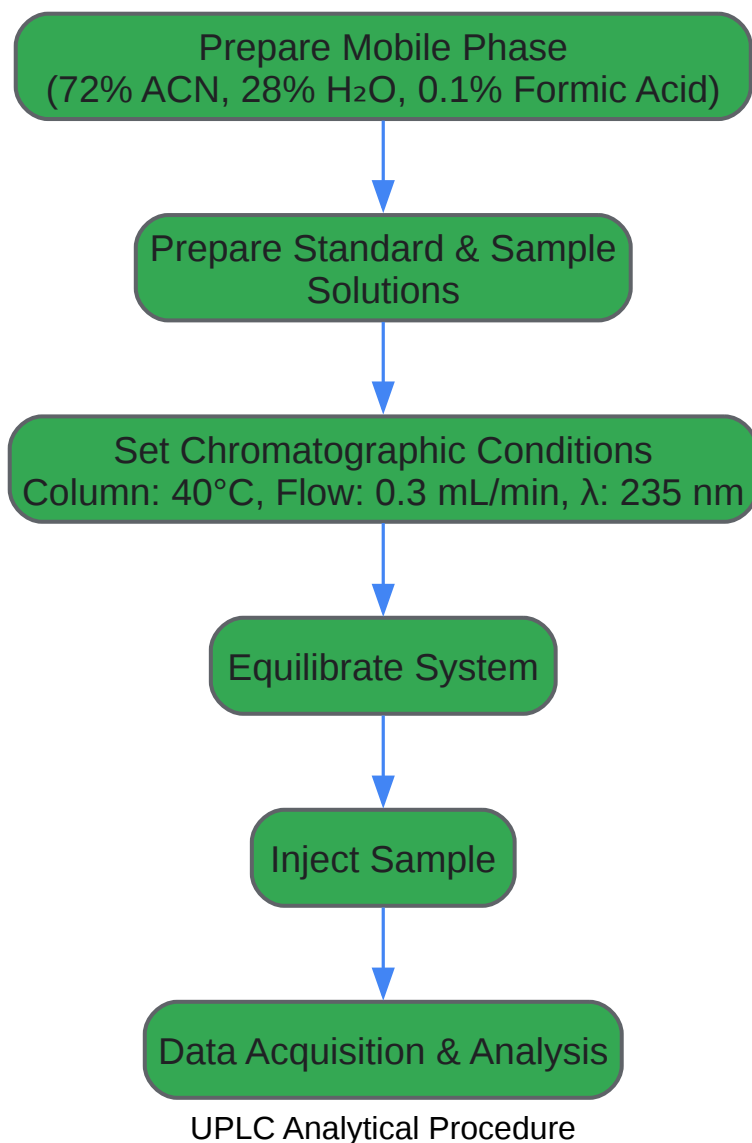 Prepare Mobile Phase
(72% ACN, 28% H₂O, 0.1% Formic Acid)
Prepare Standard & Sample
Solutions
Set Chromatographic Conditions
Column: 40°C, Flow: 0.3 mL/min, λ: 235 nm
Equilibrate System
Inject Sample
Data Acquisition & Analysis
UPLC Analytical Procedure